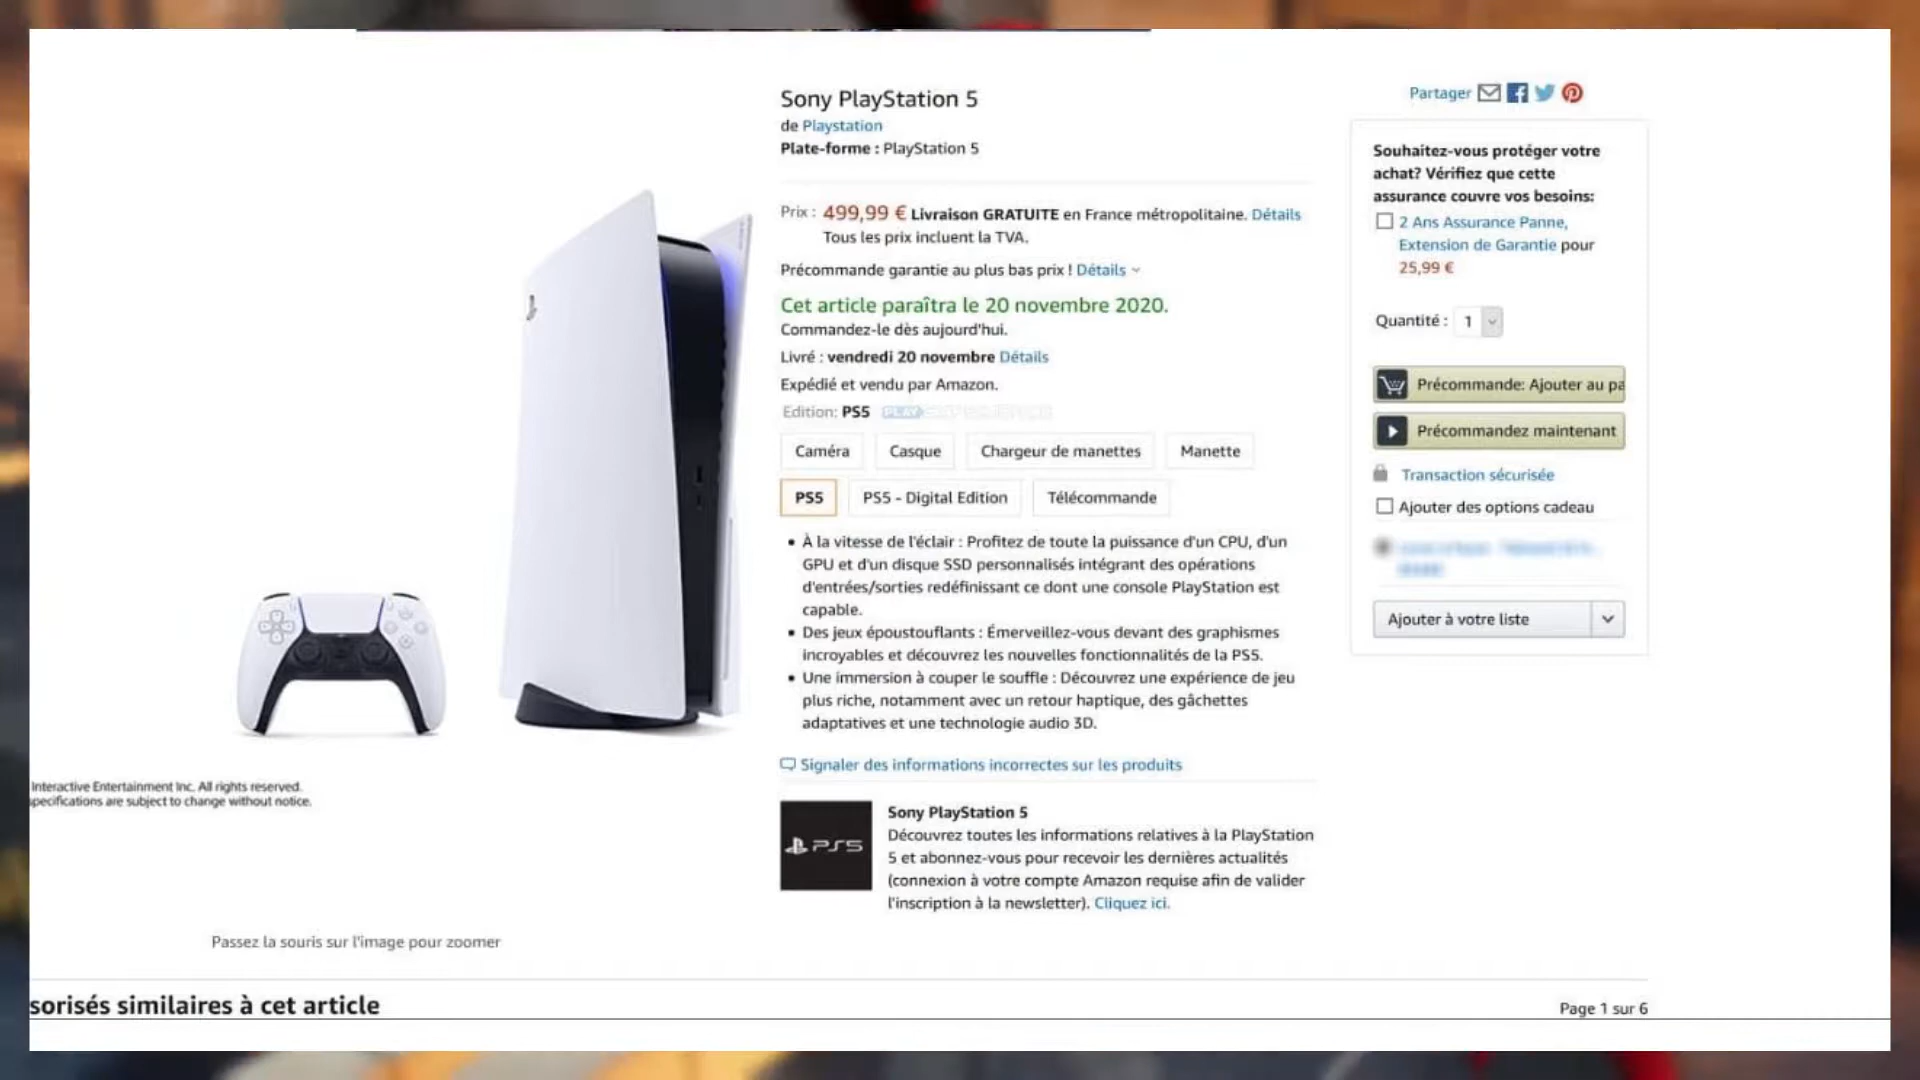 Sony PlayStation 5
de Playstation
Plate-forme : PlayStation 5
Prix : 499,99 € Livraison GRATUITE en France métropolitaine. Détails
Tous les prix incluent la TVA.
Précommande garantie au plus bas prix ! Détails
Cet article paraîtra le 20 novembre 2020.
Commandez-le dès aujourd'hui.
Livré : vendredi 20 novembre Détails
Expédié et vendu par Amazon.
Edition: PS5 PLAY
Caméra Casque Chargeur de manettes Manette
PS5 PS5 - Digital Edition Télécommande
• À la vitesse de l'éclair : Profitez de toute la puissance d'un CPU, d'un
GPU et d'un disque SSD personnalisés intégrant des opérations
d'entrées/sorties redéfinissant ce dont une console PlayStation est
capable.
• Des jeux époustouflants : Émerveillez-vous devant des graphismes
incroyables et découvrez les nouvelles fonctionnalités de la PS5.
• Une immersion à couper le souffle : Découvrez une expérience de jeu
plus riche, notamment avec un retour haptique, des gâchettes
adaptatives et une technologie audio 3D.
Signaler des informations incorrectes sur les produits
PS5
Sony PlayStation 5
Découvrez toutes les informations relatives à la PlayStation
5 et abonnez-vous pour recevoir les dernières actualités
(connexion à votre compte Amazon requise afin de valider
l'inscription à la newsletter). Cliquez ici.
Partager
Souhaitez-vous protéger votre
achat? Vérifiez que cette
assurance couvre vos besoins:
2 Ans Assurance Panne,
Extension de Garantie pour
25,99 €
Quantité : 1
Précommande: Ajouter au pa
Précommandez maintenant
Transaction sécurisée
Ajouter des options cadeau
Ajouter à votre liste
Interactive Entertainment Inc. All rights reserved.
specifications are subject to change without notice.
Passez la souris sur l'image pour zoomer
sorisés similaires à cet article
Page 1 sur 6